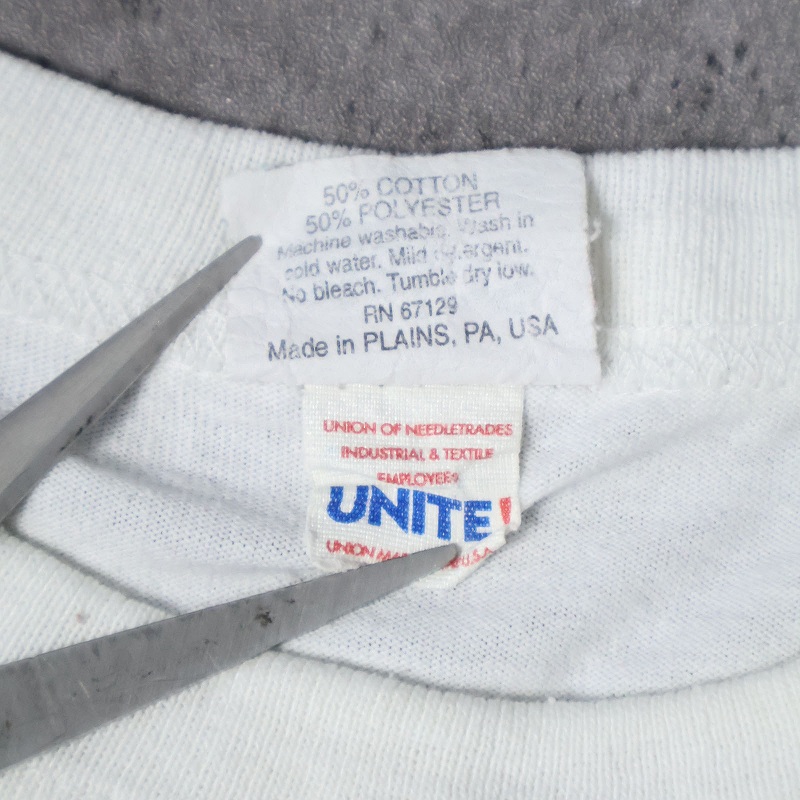 50% COTTON
50% POLYESTER
Machine washable. Wash in
cold water. Mild detergent.
No bleach. Tumble dry low.
RN 67129
Made in PLAINS, PA, USA
UNION OF NEEDLETRADES
INDUSTRIAL & TEXTILE
EMPLOYEES
UNITE!
UNION U.S.A.